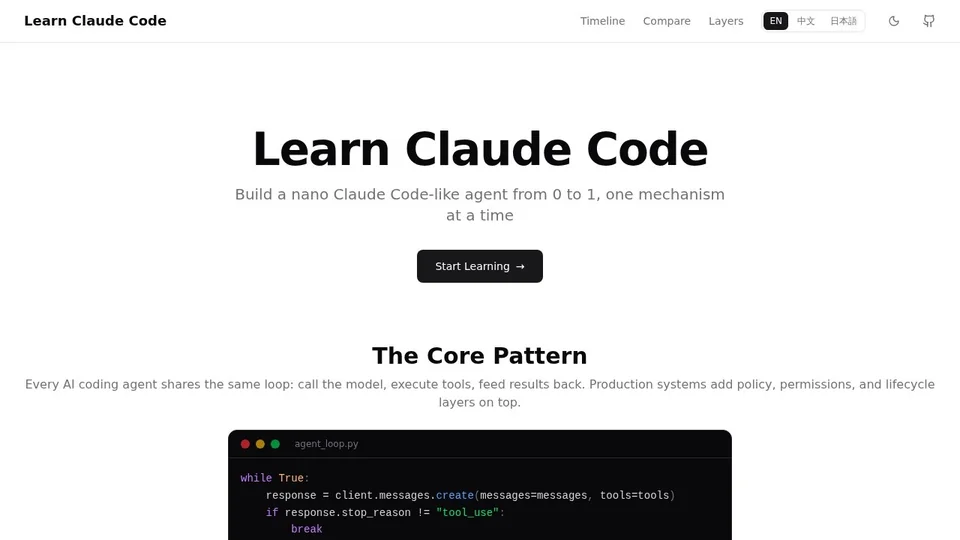 Learn Claude Code
Timeline Compare Layers EN 中文 日本語
Learn Claude Code
Build a nano Claude Code-like agent from 0 to 1, one mechanism
at a time
Start Learning →
The Core Pattern
Every AI coding agent shares the same loop: call the model, execute tools, feed results back. Production systems add policy, permissions, and lifecycle
layers on top.
agent_loop.py
while True:
    response = client.messages.create(messages=messages, tools=tools)
    if response.stop_reason != "tool_use":
        break